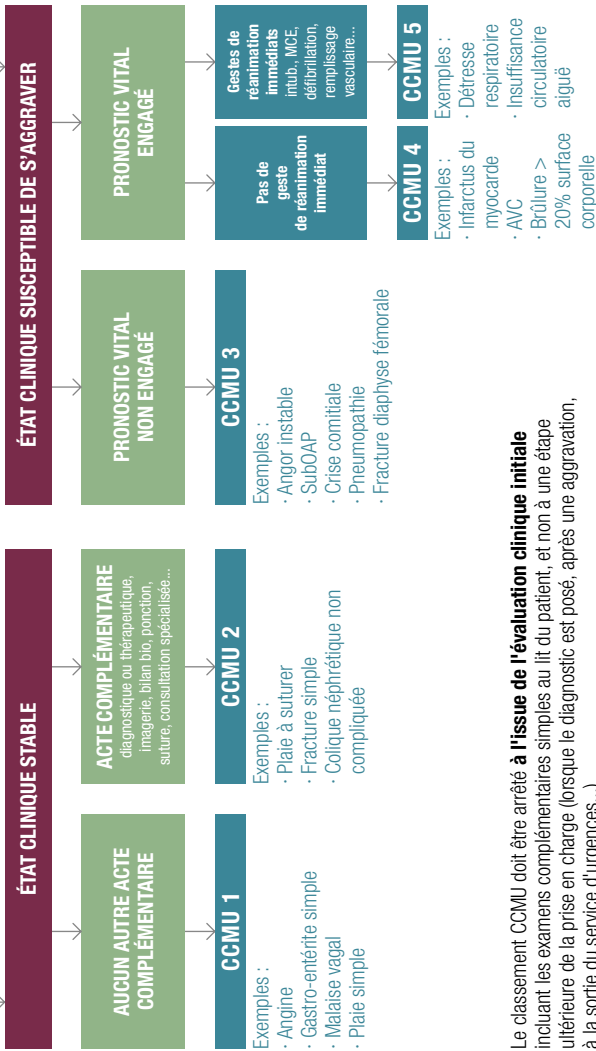 ÉTAT CLINIQUE STABLE
AUCUN AUTRE ACTE
COMPLÉMENTAIRE
CCMU 1
Exemples :
· Angine
· Gastro-entérite simple
· Malaise vagal
· Plaie simple
ACTE COMPLÉMENTAIRE
diagnostique ou thérapeutique,
imagerie, bilan bio, ponction,
suture, consultation spécialisée...
CCMU 2
Exemples :
· Plaie à suturer
· Fracture simple
· Colique néphrétique non
compliquée
ÉTAT CLINIQUE SUSCEPTIBLE DE S'AGGRAVER
PRONOSTIC VITAL
NON ENGAGÉ
CCMU 3
Exemples :
· Angor instable
· SubOAP
· Crise comitiale
· Pneumopathie
· Fracture diaphyse fémorale
PRONOSTIC VITAL
ENGAGÉ
Pas de
geste
de réanimation
immédiat
CCMU 4
Exemples :
· Infarctus du
myocarde
· AVC
· Brûlure >
20% surface
corporelle
Gestes de
réanimation
immédiats
intub., MCE,
défibrillation,
remplissage
vasculaire...
CCMU 5
Exemples :
· Détresse
respiratoire
· Insuffisance
circulatoire
aiguë
Le classement CCMU doit être arrêté à l'issue de l'évaluation clinique initiale
incluant les examens complémentaires simples au lit du patient, et non à une étape
ultérieure de la prise en charge (lorsque le diagnostic est posé, après une aggravation,
à la sortie du service d'urgences...)